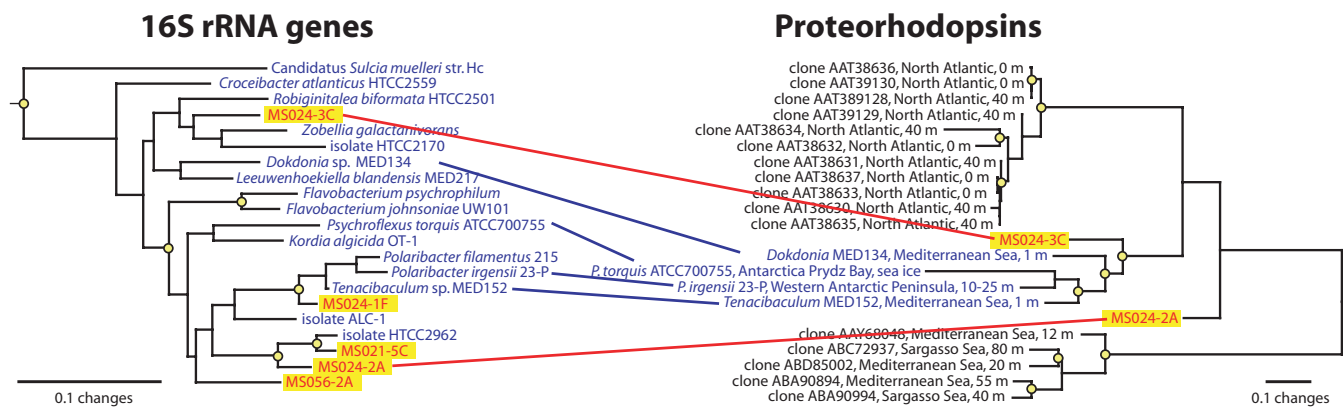 16S rRNA genes
Candidatus Sulcia muelleri str. Hc
Croceibacter atlanticus HTCC2559
Robiginitalea biformata HTCC2501
MS024-3C
Zobellia galactanivorans
isolate HTCC2170
Dokdonia sp. MED134
Leeuwenhoekiella blandensis MED217
Flavobacterium psychrophilum
Flavobacterium johnsoniae UW101
Psychroflexus torquis ATCC700755
Kordia algicida OT-1
Polaribacter filamentus 215
Polaribacter irgensii 23-P
Tenacibaculum sp. MED152
MS024-1F
isolate ALC-1
isolate HTCC2962
MS021-5C
MS024-2A
MS056-2A
0.1 changes
Proteorhodopsins
clone AAT38636, North Atlantic, 0 m
clone AAT39130, North Atlantic, 0 m
clone AAT389128, North Atlantic, 40 m
clone AAT39129, North Atlantic, 40 m
clone AAT38634, North Atlantic, 40 m
clone AAT38632, North Atlantic, 0 m
clone AAT38631, North Atlantic, 40 m
clone AAT38637, North Atlantic, 0 m
clone AAT38633, North Atlantic, 0 m
clone AAT38630, North Atlantic, 40 m
clone AAT38635, North Atlantic, 40 m
MS024-3C
Dokdonia MED134, Mediterranean Sea, 1 m
P. torquis ATCC700755, Antarctica Prydz Bay, sea ice
P. irgensii 23-P, Western Antarctic Peninsula, 10-25 m
Tenacibaculum MED152, Mediterranean Sea, 1 m
MS024-2A
clone AAY68048, Mediterranean Sea, 12 m
clone ABC72937, Sargasso Sea, 80 m
clone ABD85002, Mediterranean Sea, 20 m
clone ABA90894, Mediterranean Sea, 55 m
clone ABA90994, Sargasso Sea, 40 m
0.1 changes